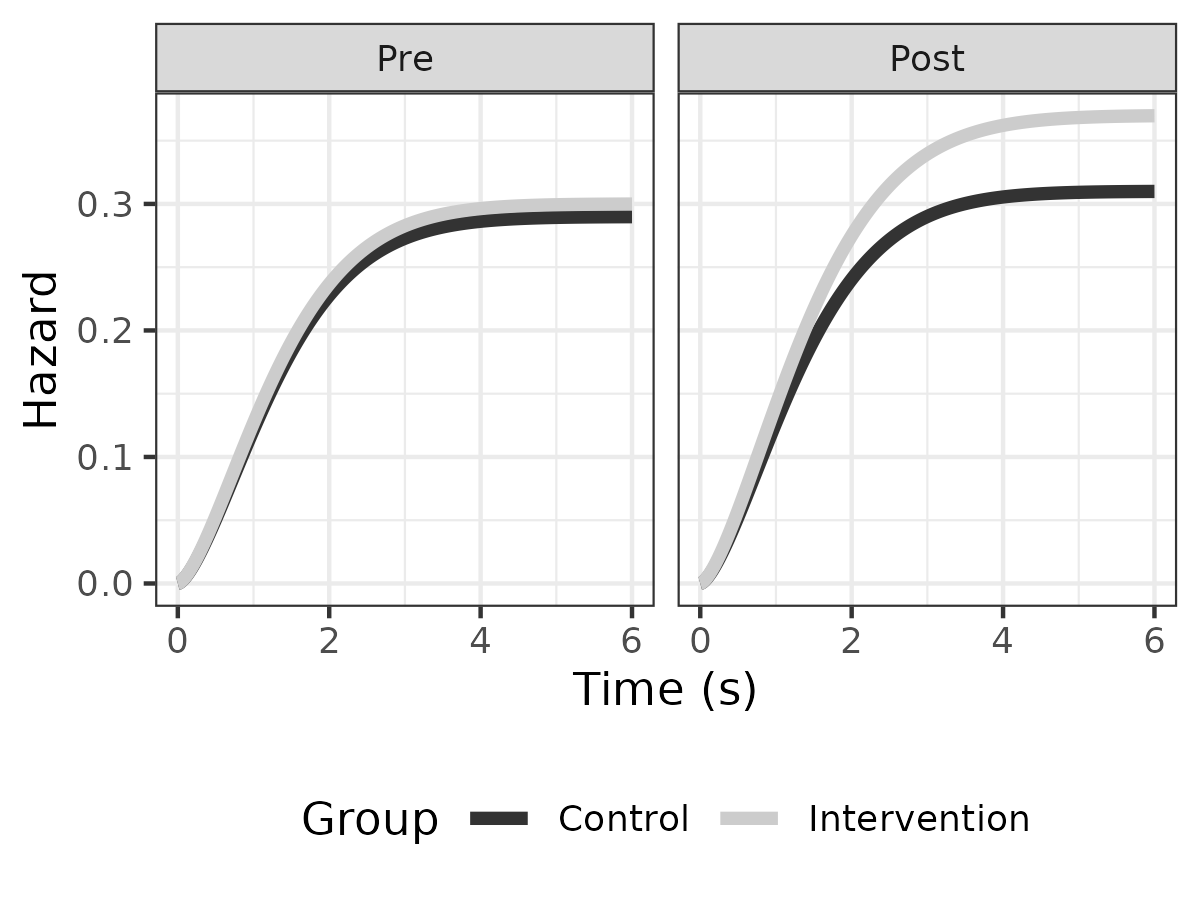 Pre Post
Hazard
0.3
0.2
0.1
0.0
0 2 4 6 0 2 4 6
Time (s)
Group Control Intervention